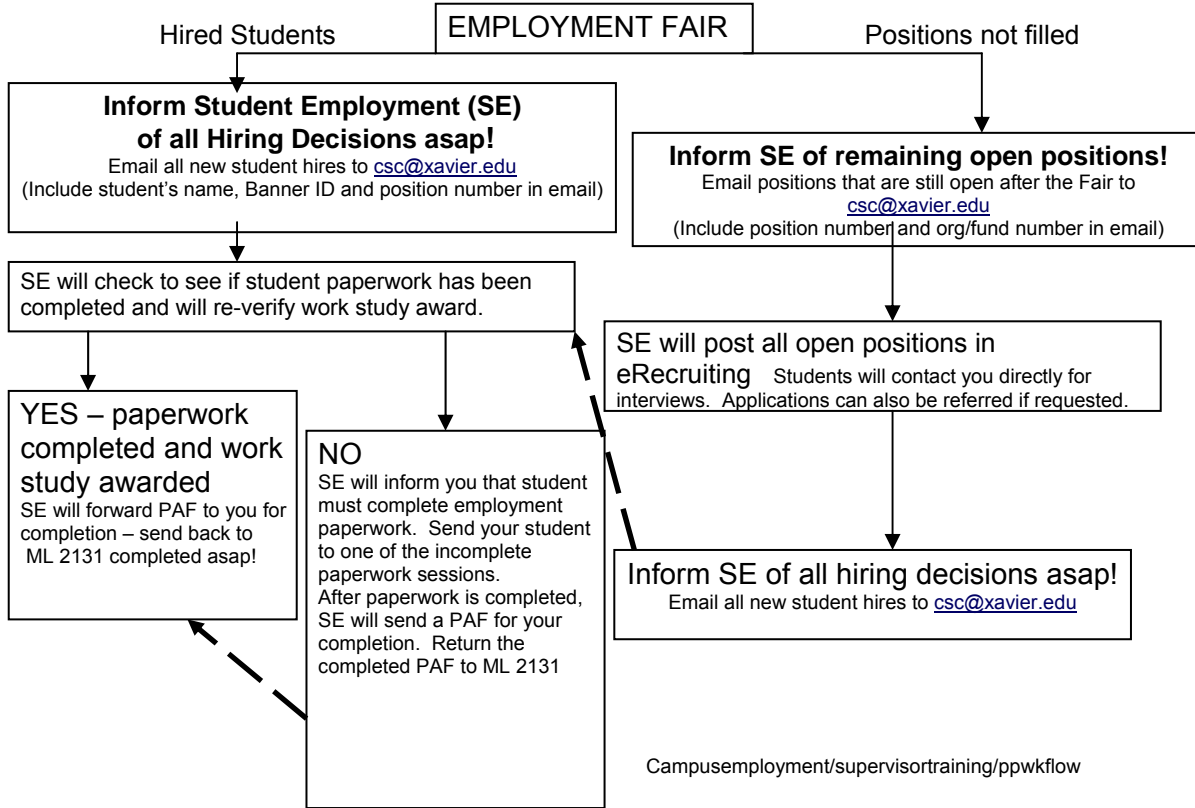 EMPLOYMENT FAIR
Hired Students
Positions not filled
Inform Student Employment (SE)
of all Hiring Decisions asap!
Email all new student hires to csc@xavier.edu
(Include student's name, Banner ID and position number in email)
Inform SE of remaining open positions!
Email positions that are still open after the Fair to
csc@xavier.edu
(Include position number and org/fund number in email)
SE will check to see if student paperwork has been
completed and will re-verify work study award.
SE will post all open positions in
eRecruiting Students will contact you directly for
interviews. Applications can also be referred if requested.
YES – paperwork
completed and work
study awarded
SE will forward PAF to you for
completion – send back to
ML 2131 completed asap!
NO
SE will inform you that student
must complete employment
paperwork. Send your student
to one of the incomplete
paperwork sessions.
After paperwork is completed,
SE will send a PAF for your
completion. Return the
completed PAF to ML 2131
Inform SE of all hiring decisions asap!
Email all new student hires to csc@xavier.edu
Campusemployment/supervisortraining/ppwkflow